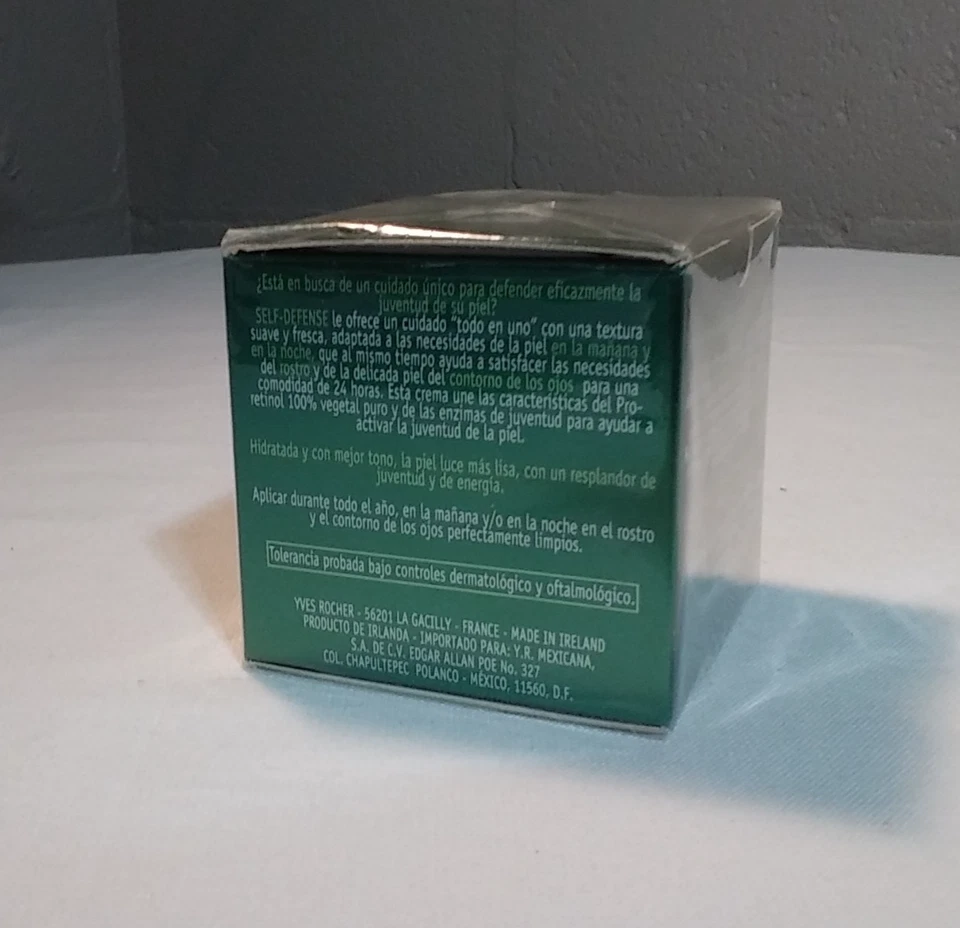 ¿Está en busca de un cuidado único para defender eficazmente la
juventud de su piel?
SELF-DEFENSE le ofrece un cuidado "todo en uno" con una textura
suave y fresca, adaptada a las necesidades de la piel en la mañana y
en la noche, que al mismo tiempo ayuda a satisfacer las necesidades
del rostro y de la delicada piel del contorno de los ojos para una
comodidad de 24 horas. Esta crema une las características del Pro-
retinol 100% vegetal puro y de las enzimas de juventud para ayudar a
activar la juventud de la piel.
Hidratada y con mejor tono, la piel luce más lisa, con un resplandor de
juventud y de energía.
Aplicar durante todo el año, en la mañana y/o en la noche en el rostro
y el contorno de los ojos perfectamente limpios.
Tolerancia probada bajo controles dermatológico y oftalmológico.
YVES ROCHER - 56201 LA GACILLY - FRANCE - MADE IN IRELAND
PRODUCTO DE IRLANDA - IMPORTADO PARA: Y.R. MEXICANA,
S.A. DE C.V. EDGAR ALLAN POE No. 327
COL. CHAPULTEPEC POLANCO - MÉXICO, 11560, D.F.